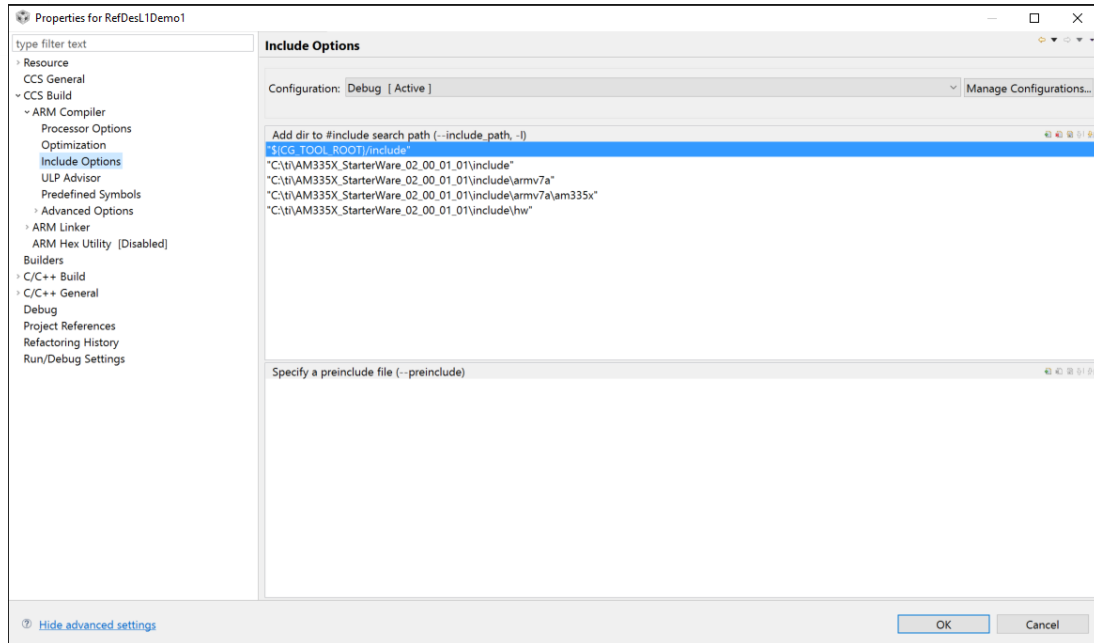 Properties for RefDesL1Demo1
type filter text
Resource
CCS General
CCS Build
ARM Compiler
Processor Options
Optimization
Include Options
ULP Advisor
Predefined Symbols
Advanced Options
ARM Linker
ARM Hex Utility [Disabled]
Builders
C/C++ Build
C/C++ General
Debug
Project References
Refactoring History
Run/Debug Settings
Include Options
Configuration: Debug [ Active ]
Manage Configurations...
Add dir to #include search path (--include_path, -I)
"${CG_TOOL_ROOT}/include"
"C:\ti\AM335X_StarterWare_02_00_01_01\include"
"C:\ti\AM335X_StarterWare_02_00_01_01\include\armv7a"
"C:\ti\AM335X_StarterWare_02_00_01_01\include\armv7a\am335x"
"C:\ti\AM335X_StarterWare_02_00_01_01\include\hw"
Specify a preinclude file (--preinclude)
Hide advanced settings
OK
Cancel